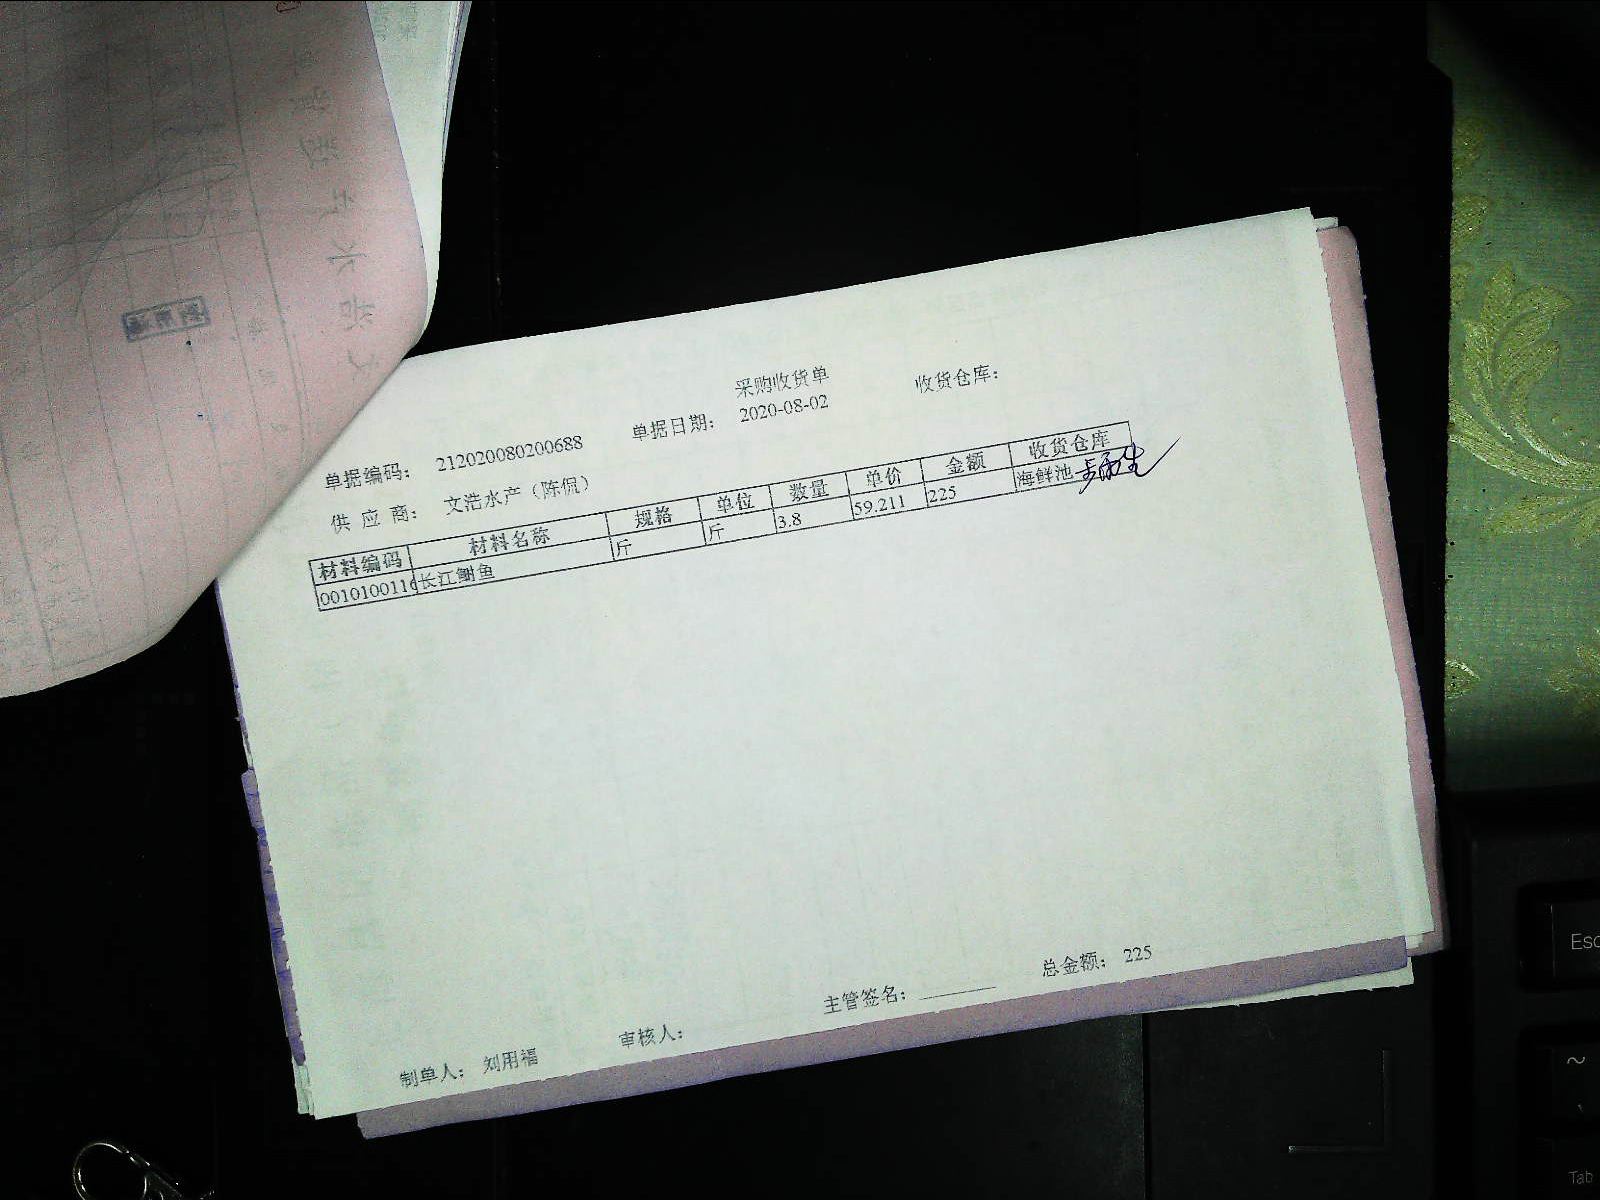 采购收货单
单据编码： 212020080200688 单据日期： 2020-08-02 收货仓库：
供 应 商： 文浩水产（陈侃）
材料编码 材料名称 规格 单位 数量 单价 金额 收货仓库
0010100116 长江鮰鱼 斤 斤 3.8 59.211 225 海鲜池
总金额： 225
制单人： 刘用福 审核人： 主管签名：
Esc
~
Tab